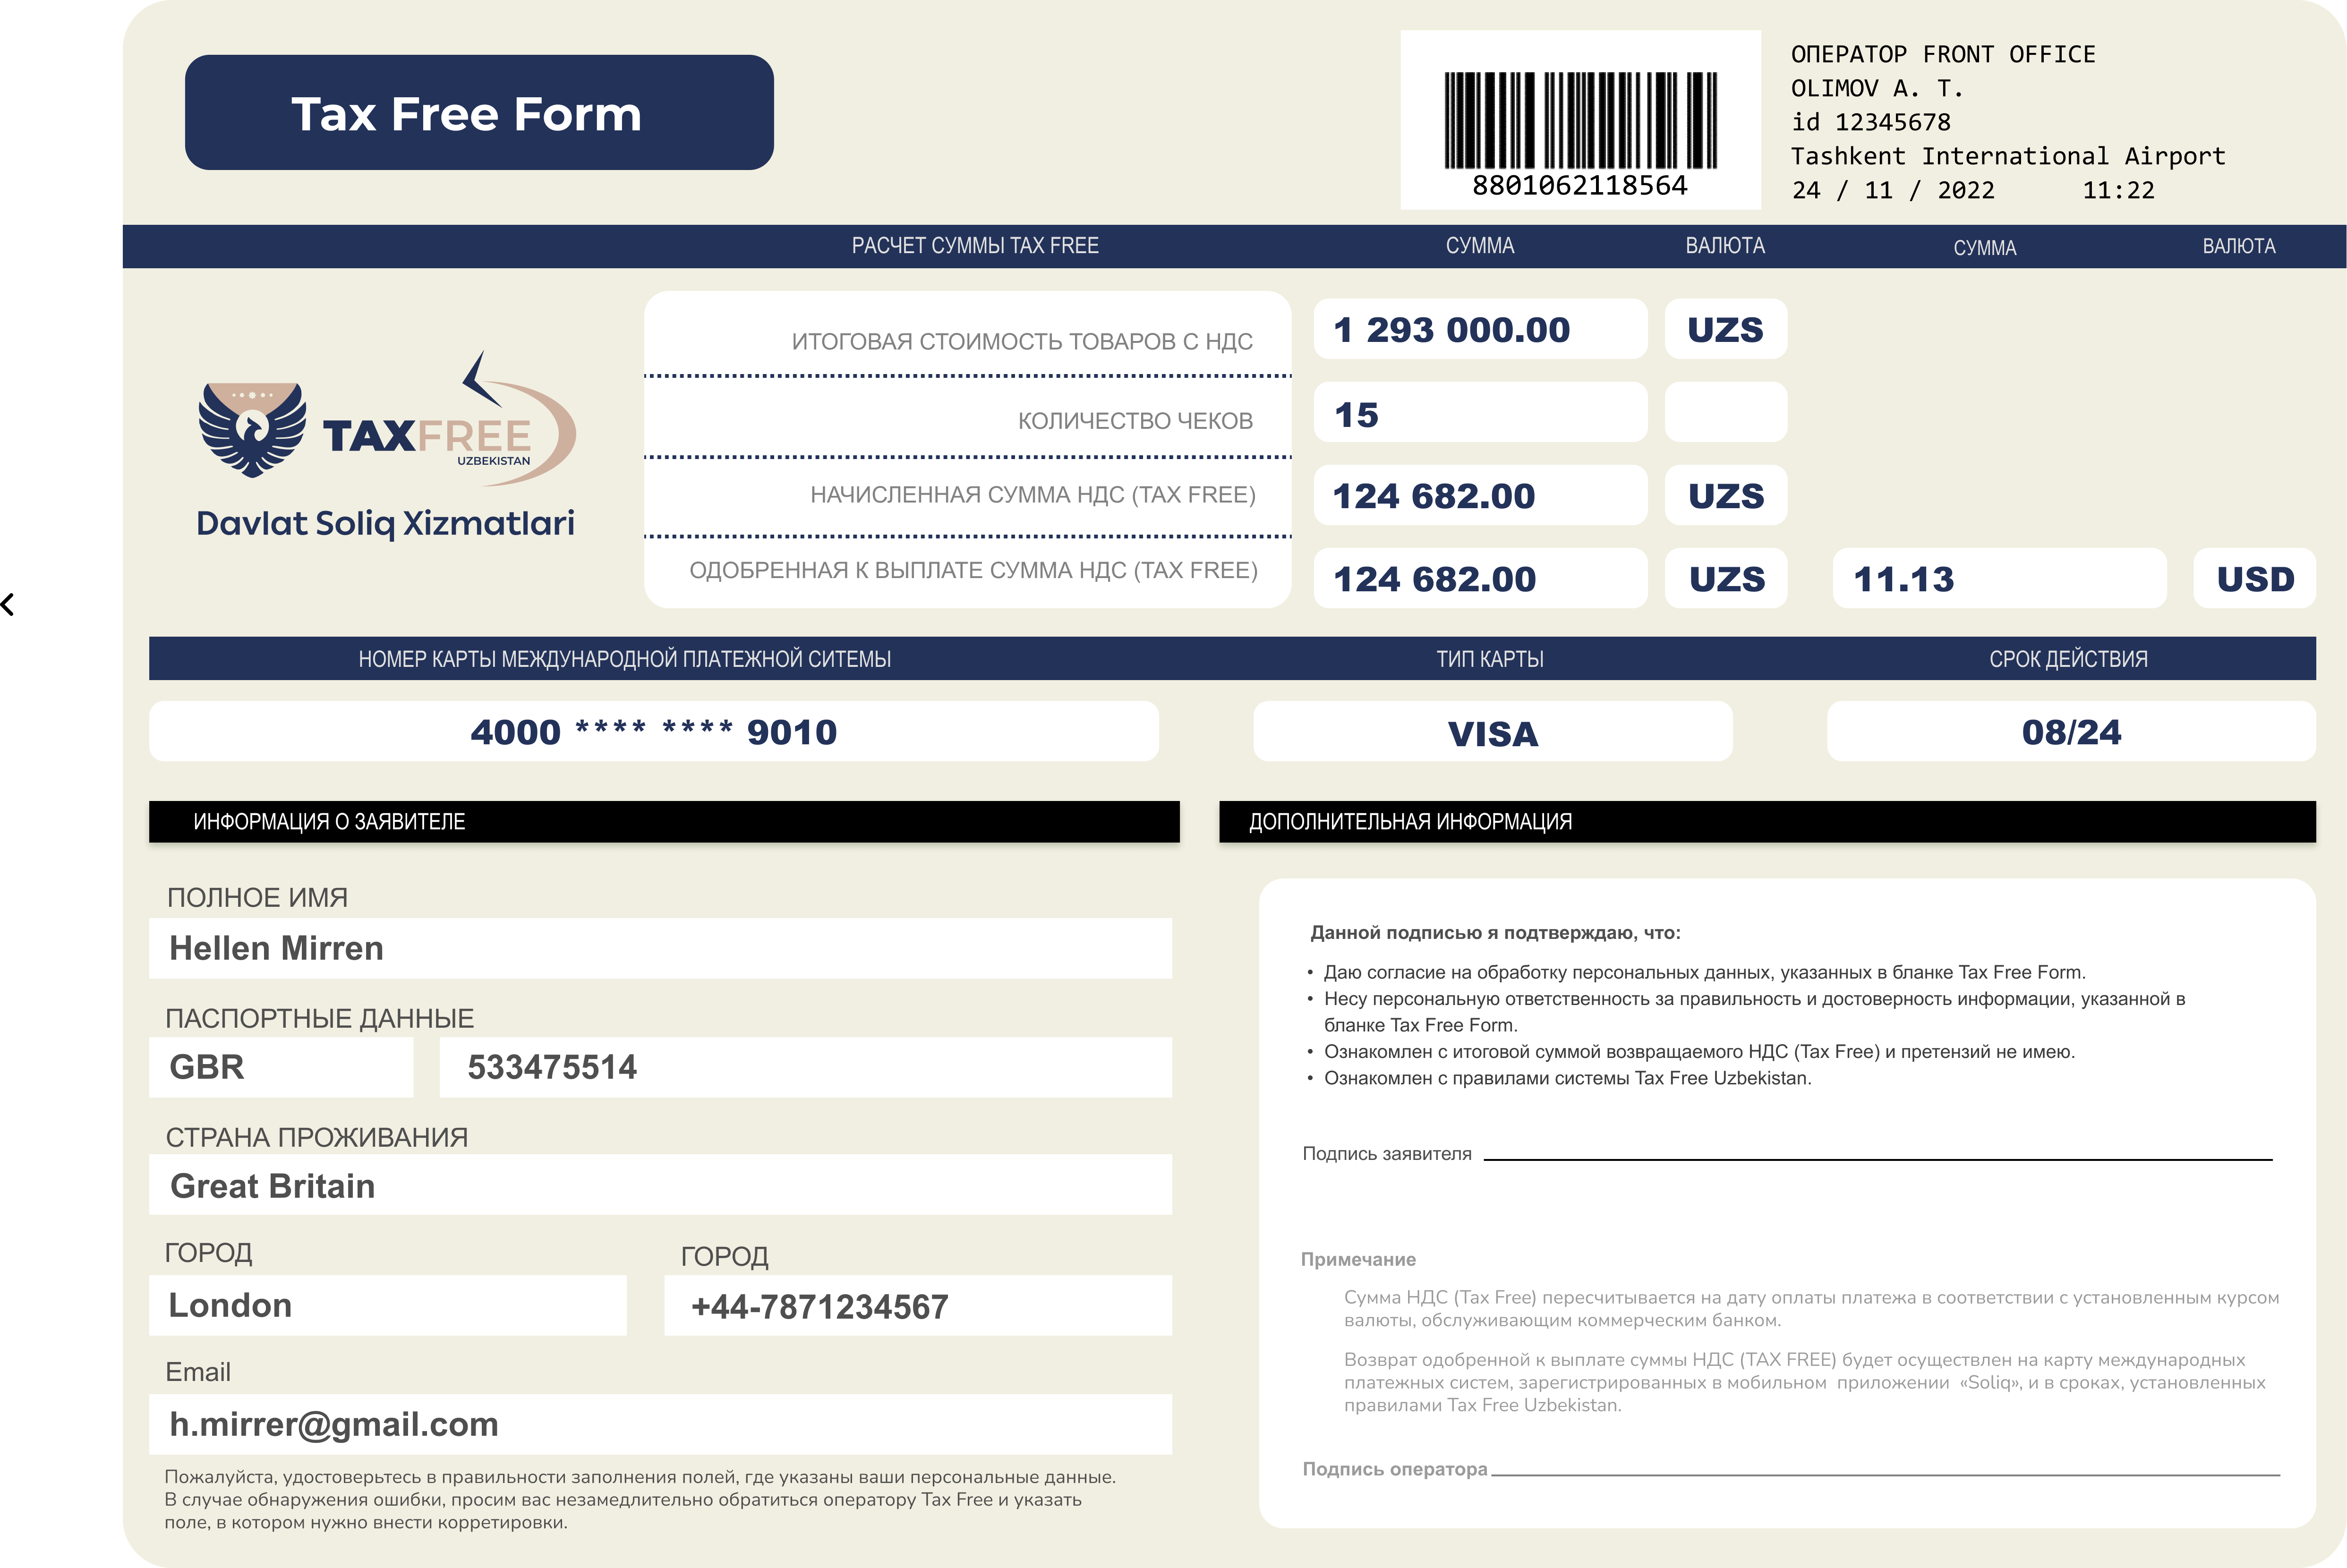 Tax Free Form
8801062118564
ОПЕРАТОР FRONT OFFICE
OLIMOV A. T.
id 12345678
Tashkent International Airport
24 / 11 / 2022 11:22
РАСЧЕТ СУММЫ TAX FREE СУММА ВАЛЮТА СУММА ВАЛЮТА
TAXFREE
UZBEKISTAN
Davlat Soliq Xizmatlari
ИТОГОВАЯ СТОИМОСТЬ ТОВАРОВ С НДС 1 293 000.00 UZS
КОЛИЧЕСТВО ЧЕКОВ 15
НАЧИСЛЕННАЯ СУММА НДС (TAX FREE) 124 682.00 UZS
ОДОБРЕННАЯ К ВЫПЛАТЕ СУММА НДС (TAX FREE) 124 682.00 UZS 11.13 USD
НОМЕР КАРТЫ МЕЖДУНАРОДНОЙ ПЛАТЕЖНОЙ СИТЕМЫ ТИП КАРТЫ СРОК ДЕЙСТВИЯ
4000 **** **** 9010 VISA 08/24
ИНФОРМАЦИЯ О ЗАЯВИТЕЛЕ
ПОЛНОЕ ИМЯ
Hellen Mirren
ПАСПОРТНЫЕ ДАННЫЕ
GBR 533475514
СТРАНА ПРОЖИВАНИЯ
Great Britain
ГОРОД ГОРОД
London +44-7871234567
Email
h.mirrer@gmail.com
Пожалуйста, удостоверьтесь в правильности заполнения полей, где указаны ваши персональные данные.
В случае обнаружения ошибки, просим вас незамедлительно обратиться оператору Tax Free и указать
поле, в котором нужно внести корретировки.
ДОПОЛНИТЕЛЬНАЯ ИНФОРМАЦИЯ
Данной подписью я подтверждаю, что:
• Даю согласие на обработку персональных данных, указанных в бланке Tax Free Form.
• Несу персональную ответственность за правильность и достоверность информации, указанной в
бланке Tax Free Form.
• Ознакомлен с итоговой суммой возвращаемого НДС (Tax Free) и претензий не имею.
• Ознакомлен с правилами системы Tax Free Uzbekistan.
Подпись заявителя
Примечание
Сумма НДС (Tax Free) пересчитывается на дату оплаты платежа в соответствии с установленным курсом
валюты, обслуживающим коммерческим банком.
Возврат одобренной к выплате суммы НДС (TAX FREE) будет осуществлен на карту международных
платежных систем, зарегистрированных в мобильном приложении «Soliq», и в сроках, установленных
правилами Tax Free Uzbekistan.
Подпись оператора